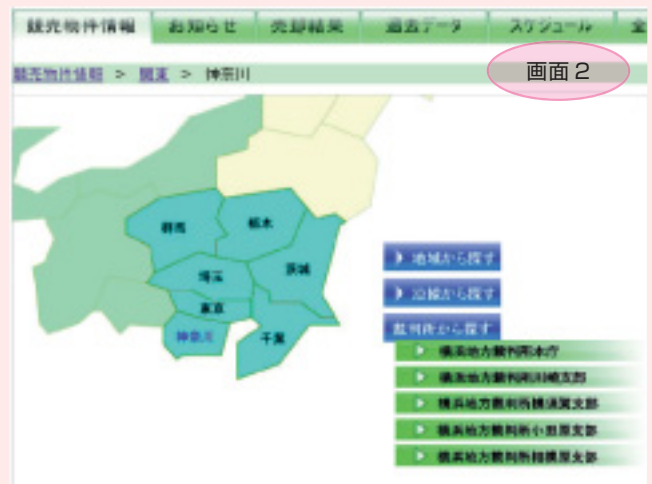 競売物件情報 お知らせ 売却結果 過去データ スケジュール 全
競売物件情報 > 関東 > 神奈川
画面2
群馬
栃木
埼玉
茨城
東京
神奈川
千葉
地域から探す
沿線から探す
裁判所から探す
横浜地方裁判所本庁
横浜地方裁判所川崎支部
横浜地方裁判所横須賀支部
横浜地方裁判所小田原支部
横浜地方裁判所相模原支部